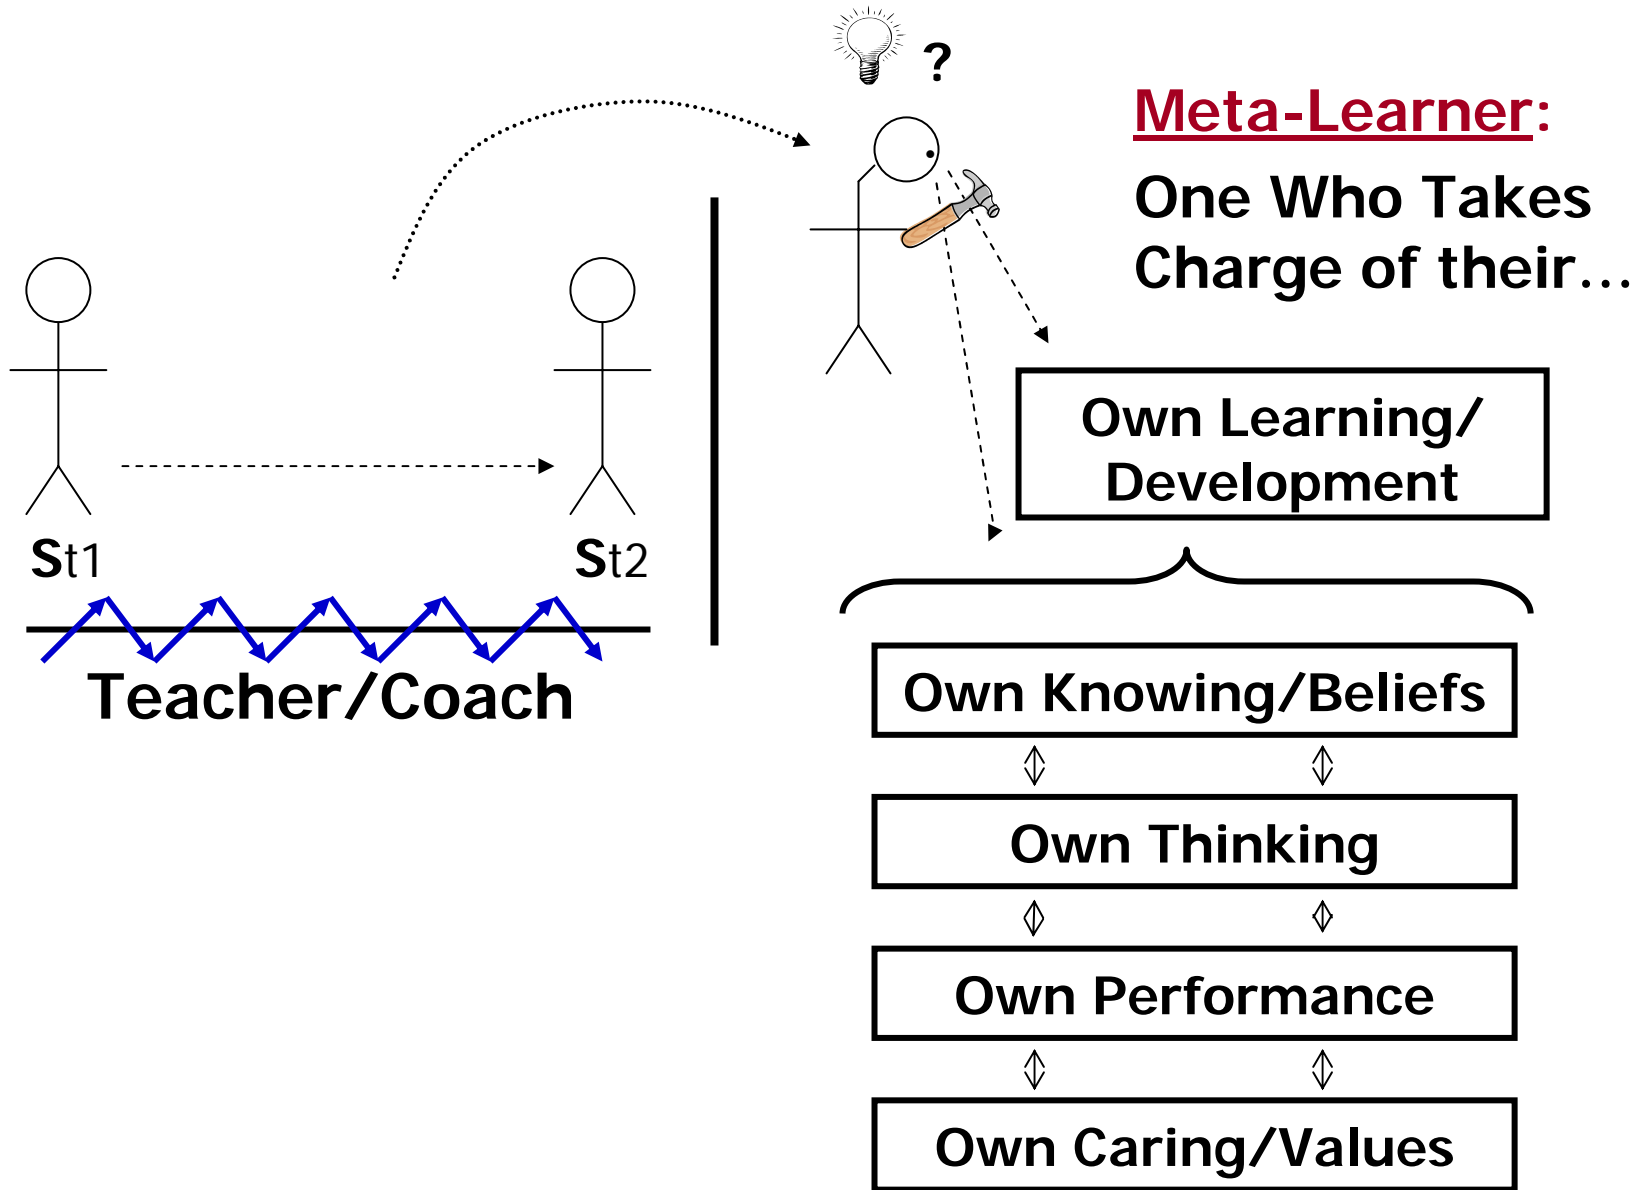 ?
Meta-Learner:
One Who Takes
Charge of their...
Own Learning/
Development
St1
St2
Teacher/Coach
Own Knowing/Beliefs
Own Thinking
Own Performance
Own Caring/Values